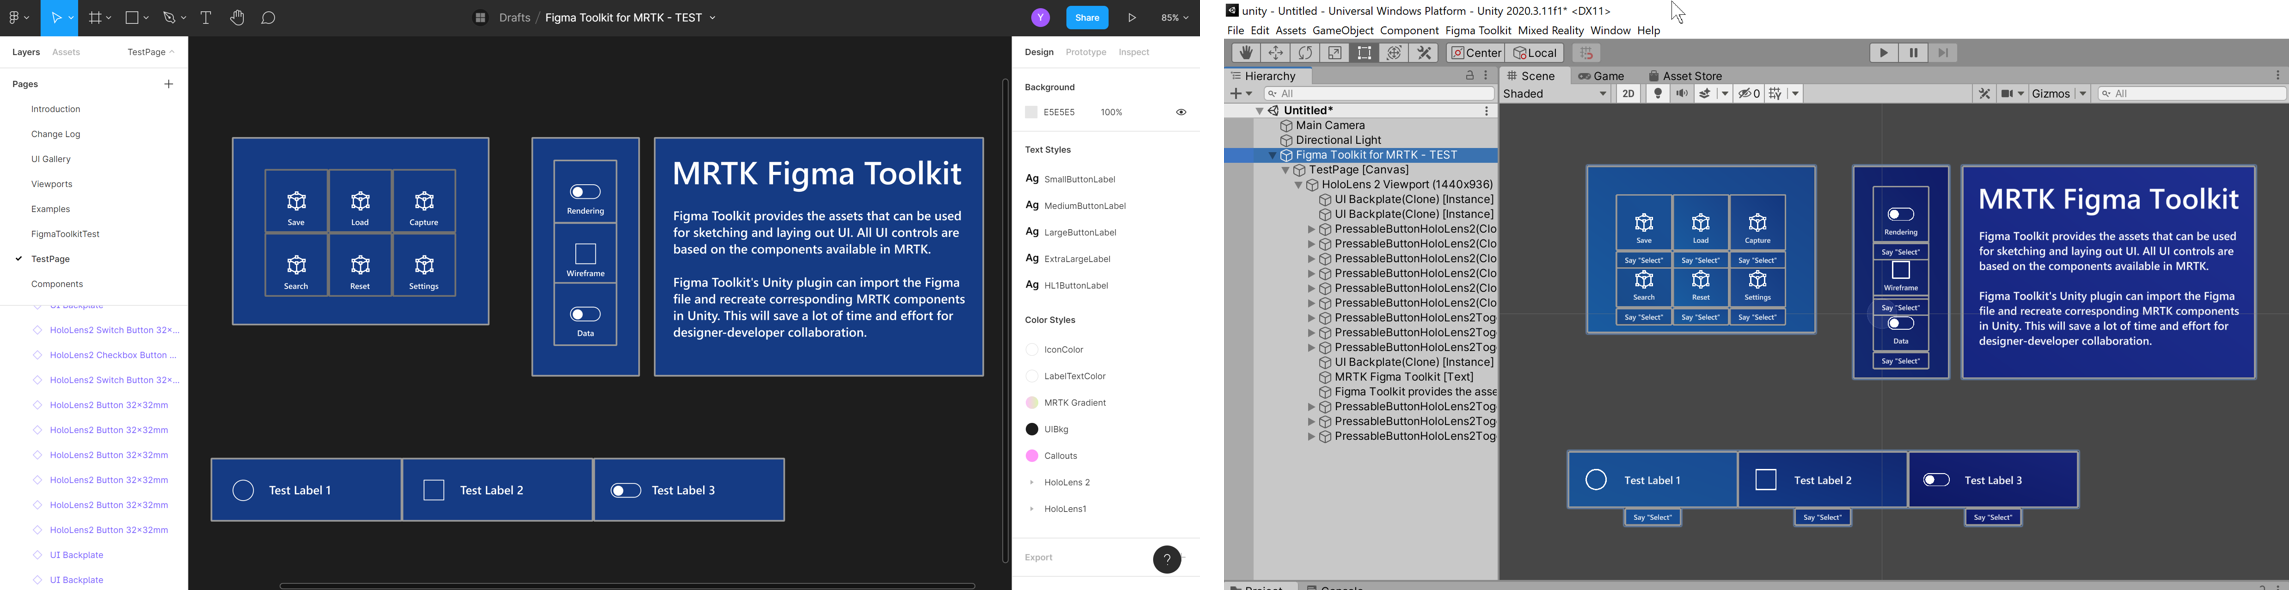 Drafts / Figma Toolkit for MRTK - TEST
Y
Share
85%
Layers
Assets
TestPage
Pages
Introduction
Change Log
UI Gallery
Viewports
Examples
FigmaToolkitTest
TestPage
Components
UI Backplate
HoloLens2 Switch Button 32×...
HoloLens2 Checkbox Button ...
HoloLens2 Switch Button 32×...
HoloLens2 Button 32×32mm
HoloLens2 Button 32×32mm
HoloLens2 Button 32×32mm
HoloLens2 Button 32×32mm
HoloLens2 Button 32×32mm
HoloLens2 Button 32×32mm
UI Backplate
UI Backplate
Save
Load
Capture
Search
Reset
Settings
Rendering
Wireframe
Data
MRTK Figma Toolkit
Figma Toolkit provides the assets that can be used
for sketching and laying out UI. All UI controls are
based on the components available in MRTK.
Figma Toolkit's Unity plugin can import the Figma
file and recreate corresponding MRTK components
in Unity. This will save a lot of time and effort for
designer-developer collaboration.
Test Label 1
Test Label 2
Test Label 3
Design
Prototype
Inspect
Background
E5E5E5
100%
Text Styles
Ag SmallButtonLabel
Ag MediumButtonLabel
Ag LargeButtonLabel
Ag ExtraLargeLabel
Ag HL1ButtonLabel
Color Styles
IconColor
LabelTextColor
MRTK Gradient
UIBkg
Callouts
HoloLens 2
HoloLens1
Export
?
unity - Untitled - Universal Windows Platform - Unity 2020.3.11f1* <DX11>
File Edit Assets GameObject Component Figma Toolkit Mixed Reality Window Help
Center
Local
Hierarchy
All
Untitled*
Main Camera
Directional Light
Figma Toolkit for MRTK - TEST
TestPage [Canvas]
HoloLens 2 Viewport (1440x936)
UI Backplate(Clone) [Instance]
UI Backplate(Clone) [Instance]
PressableButtonHoloLens2(Clo
PressableButtonHoloLens2(Clo
PressableButtonHoloLens2(Clo
PressableButtonHoloLens2(Clo
PressableButtonHoloLens2(Clo
PressableButtonHoloLens2(Clo
PressableButtonHoloLens2Tog
PressableButtonHoloLens2Tog
PressableButtonHoloLens2Tog
UI Backplate(Clone) [Instance]
MRTK Figma Toolkit [Text]
Figma Toolkit provides the asse
PressableButtonHoloLens2Tog
PressableButtonHoloLens2Tog
PressableButtonHoloLens2Tog
Scene
Game
Asset Store
Shaded
2D
0
Gizmos
All
Save
Load
Capture
Say "Select"
Say "Select"
Say "Select"
Search
Reset
Settings
Say "Select"
Say "Select"
Say "Select"
Rendering
Say "Select"
Wireframe
Say "Select"
Data
Say "Select"
MRTK Figma Toolkit
Figma Toolkit provides the assets that can be used
for sketching and laying out UI. All UI controls are
based on the components available in MRTK.
Figma Toolkit's Unity plugin can import the Figma
file and recreate corresponding MRTK components
in Unity. This will save a lot of time and effort for
designer-developer collaboration.
Test Label 1
Test Label 2
Test Label 3
Say "Select"
Say "Select"
Say "Select"
Project
Console